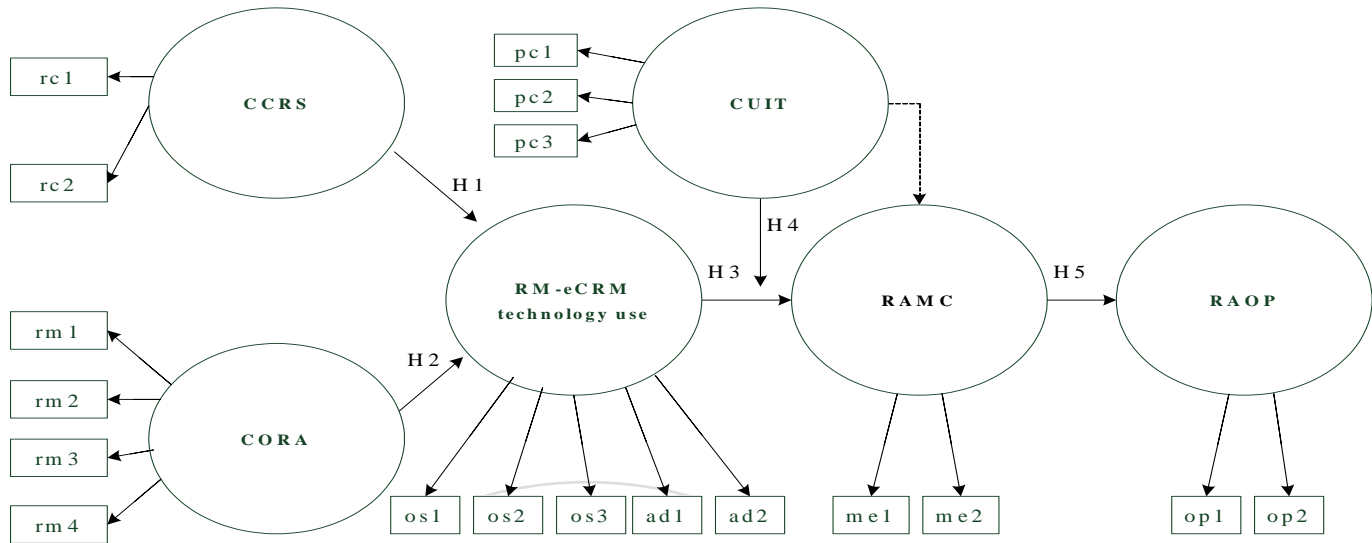 rc1
rc2
CCRS
pc1
pc2
pc3
CUIT
H1
H4
RM-eCRM
technology use
H3
RAMC
H5
RAOP
rm1
rm2
rm3
rm4
CORA
H2
os1
os2
os3
ad1
ad2
me1
me2
op1
op2